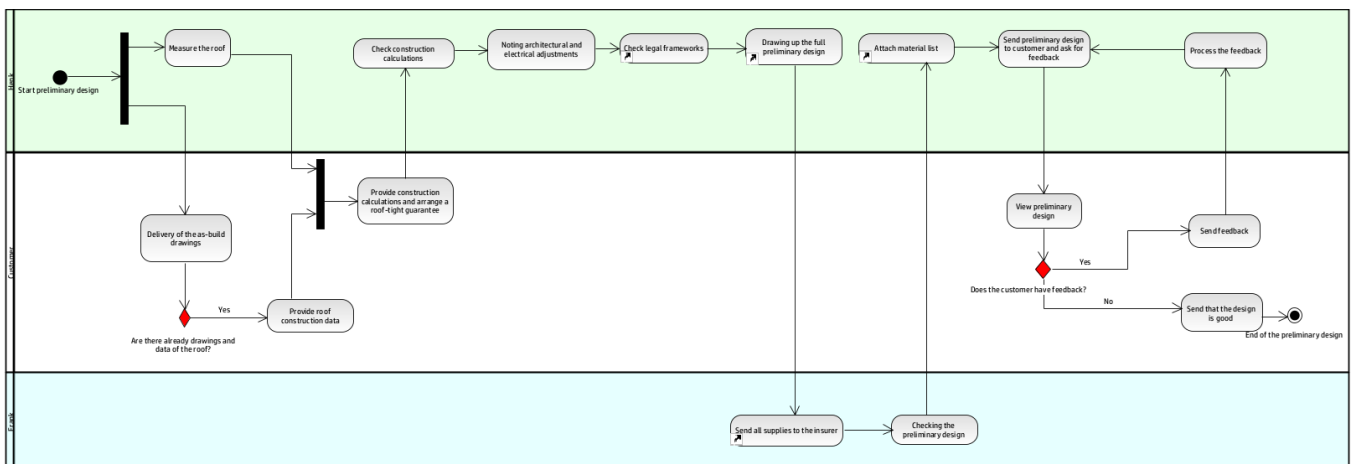 Henk
Start preliminary design
Measure the roof
Check construction
calculations
Noting architectural and
electrical adjustments
Check legal frameworks
Drawing up the full
preliminary design
Attach material list
Send preliminary design
to customer and ask for
feedback
Process the feedback
Customer
Delivery of the as-build
drawings
Are there already drawings and
data of the roof?
Yes
Provide roof
construction data
Provide construction
calculations and arrange a
roof-tight guarantee
View preliminary
design
Does the customer have feedback?
Yes
Send feedback
No
Send that the design
is good
End of the preliminary design
Frank
Send all supplies to the insurer
Checking the
preliminary design